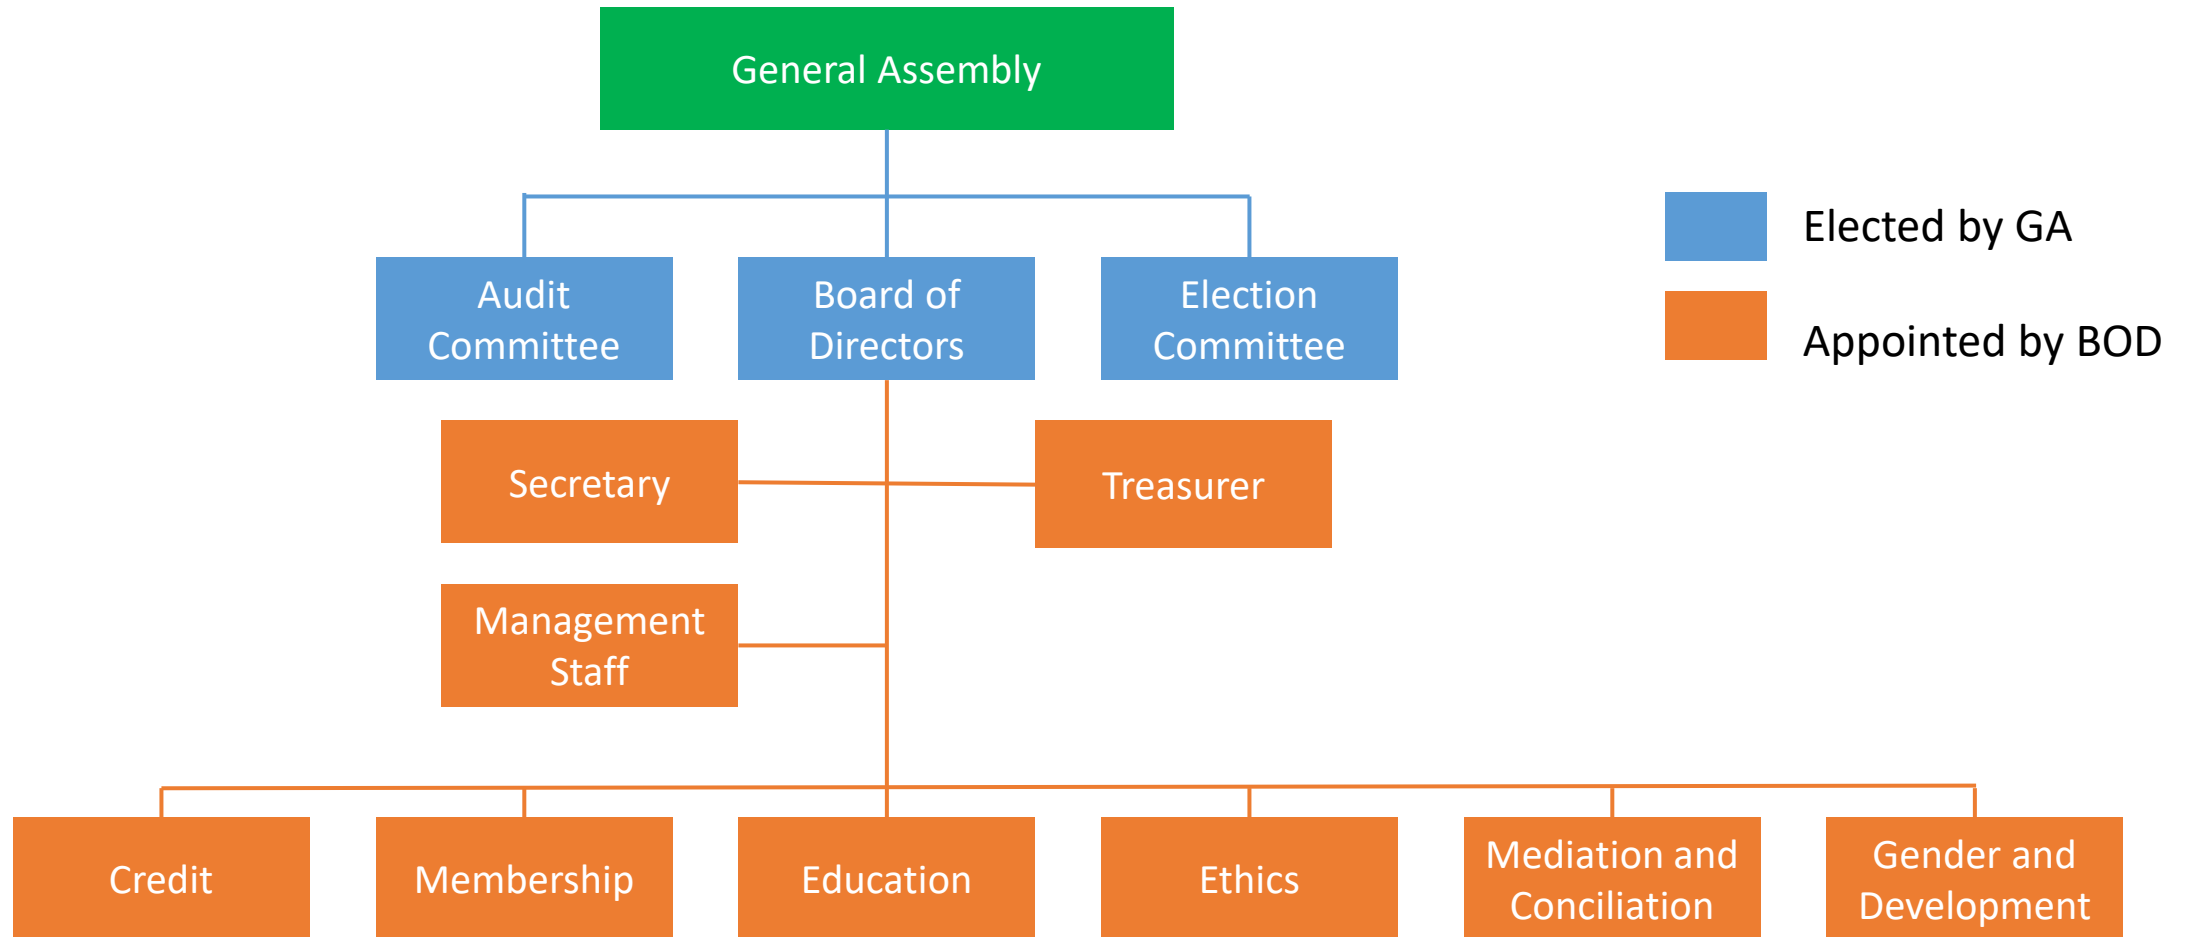 General Assembly
Elected by GA
Appointed by BOD
Audit
Committee
Board of
Directors
Election
Committee
Secretary
Treasurer
Management
Staff
Credit
Membership
Education
Ethics
Mediation and
Conciliation
Gender and
Development